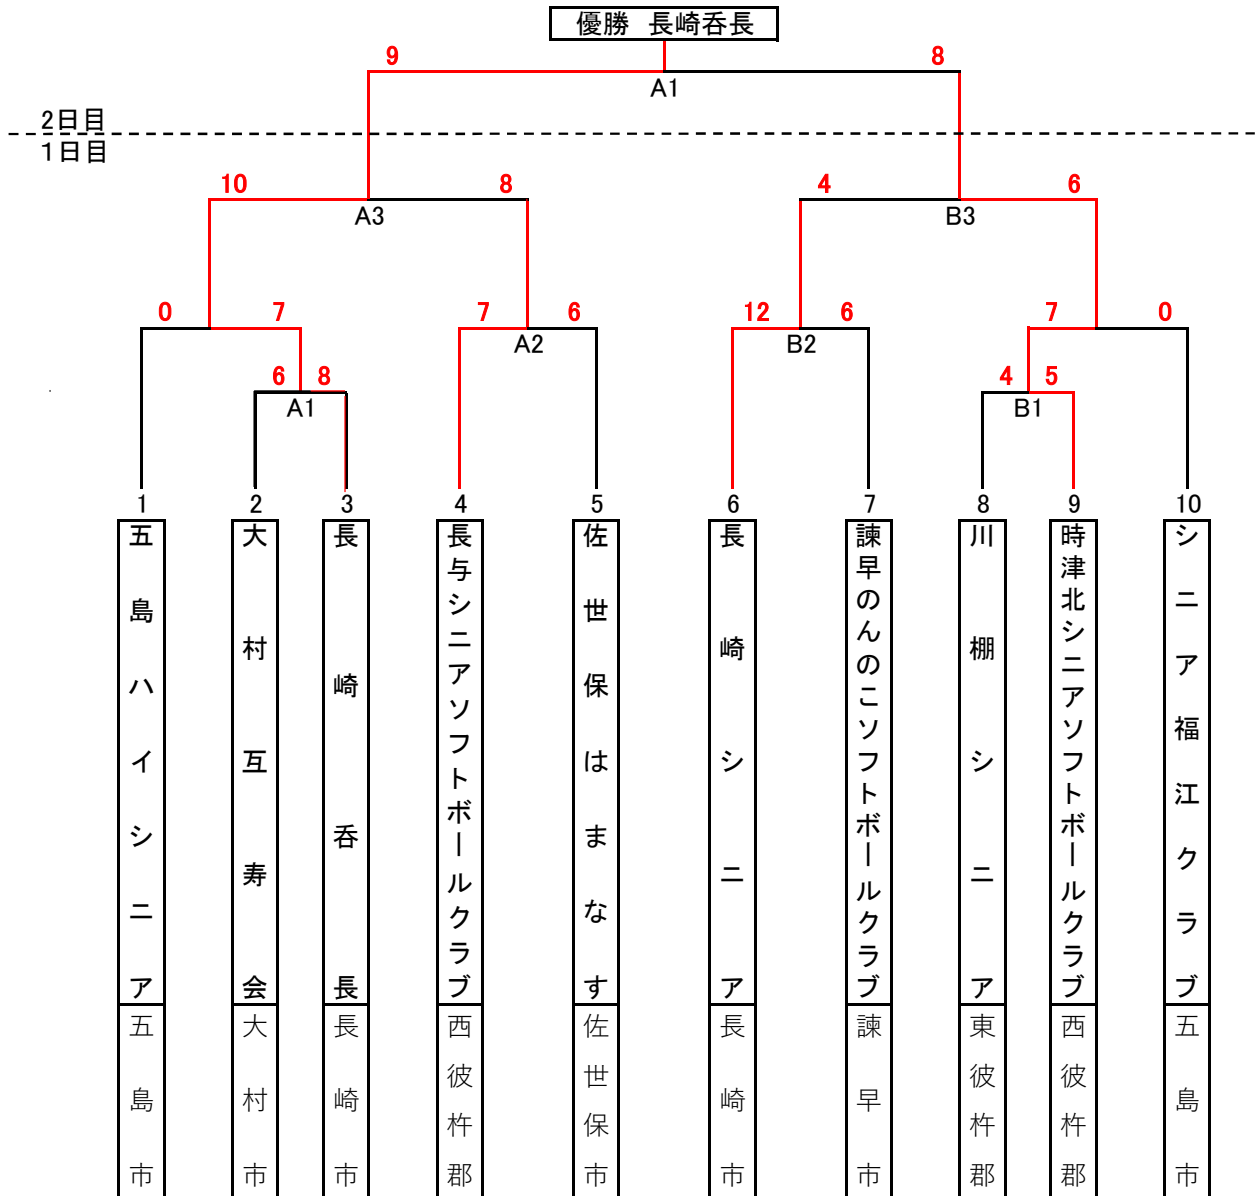 優勝 長崎呑長
9 8
A1
2日目
1日目
10 8 4 6
A3 B3
0 7 7 6 12 6 7 0
A2 B2
6 8 4 5
A1 B1
1 2 3 4 5 6 7 8 9 10
五島ハイシニア
大村互寿会
長崎呑長
長与シニアソフトボールクラブ
佐世保はまなす
長崎シニア
諫早のんのこソフトボールクラブ
川棚シニア
時津北シニアソフトボールクラブ
シニア福江クラブ
五島市
大村市
長崎市
西彼杵郡
佐世保市
長崎市
諫早市
東彼杵郡
西彼杵郡
五島市